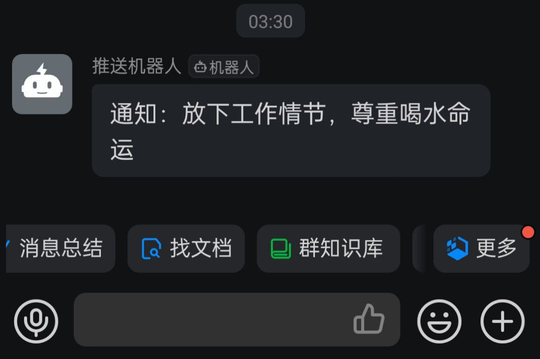 03:30
推送机器人 机器人
通知：放下工作情节，尊重喝水命
运
消息总结 找文档 群知识库 更多